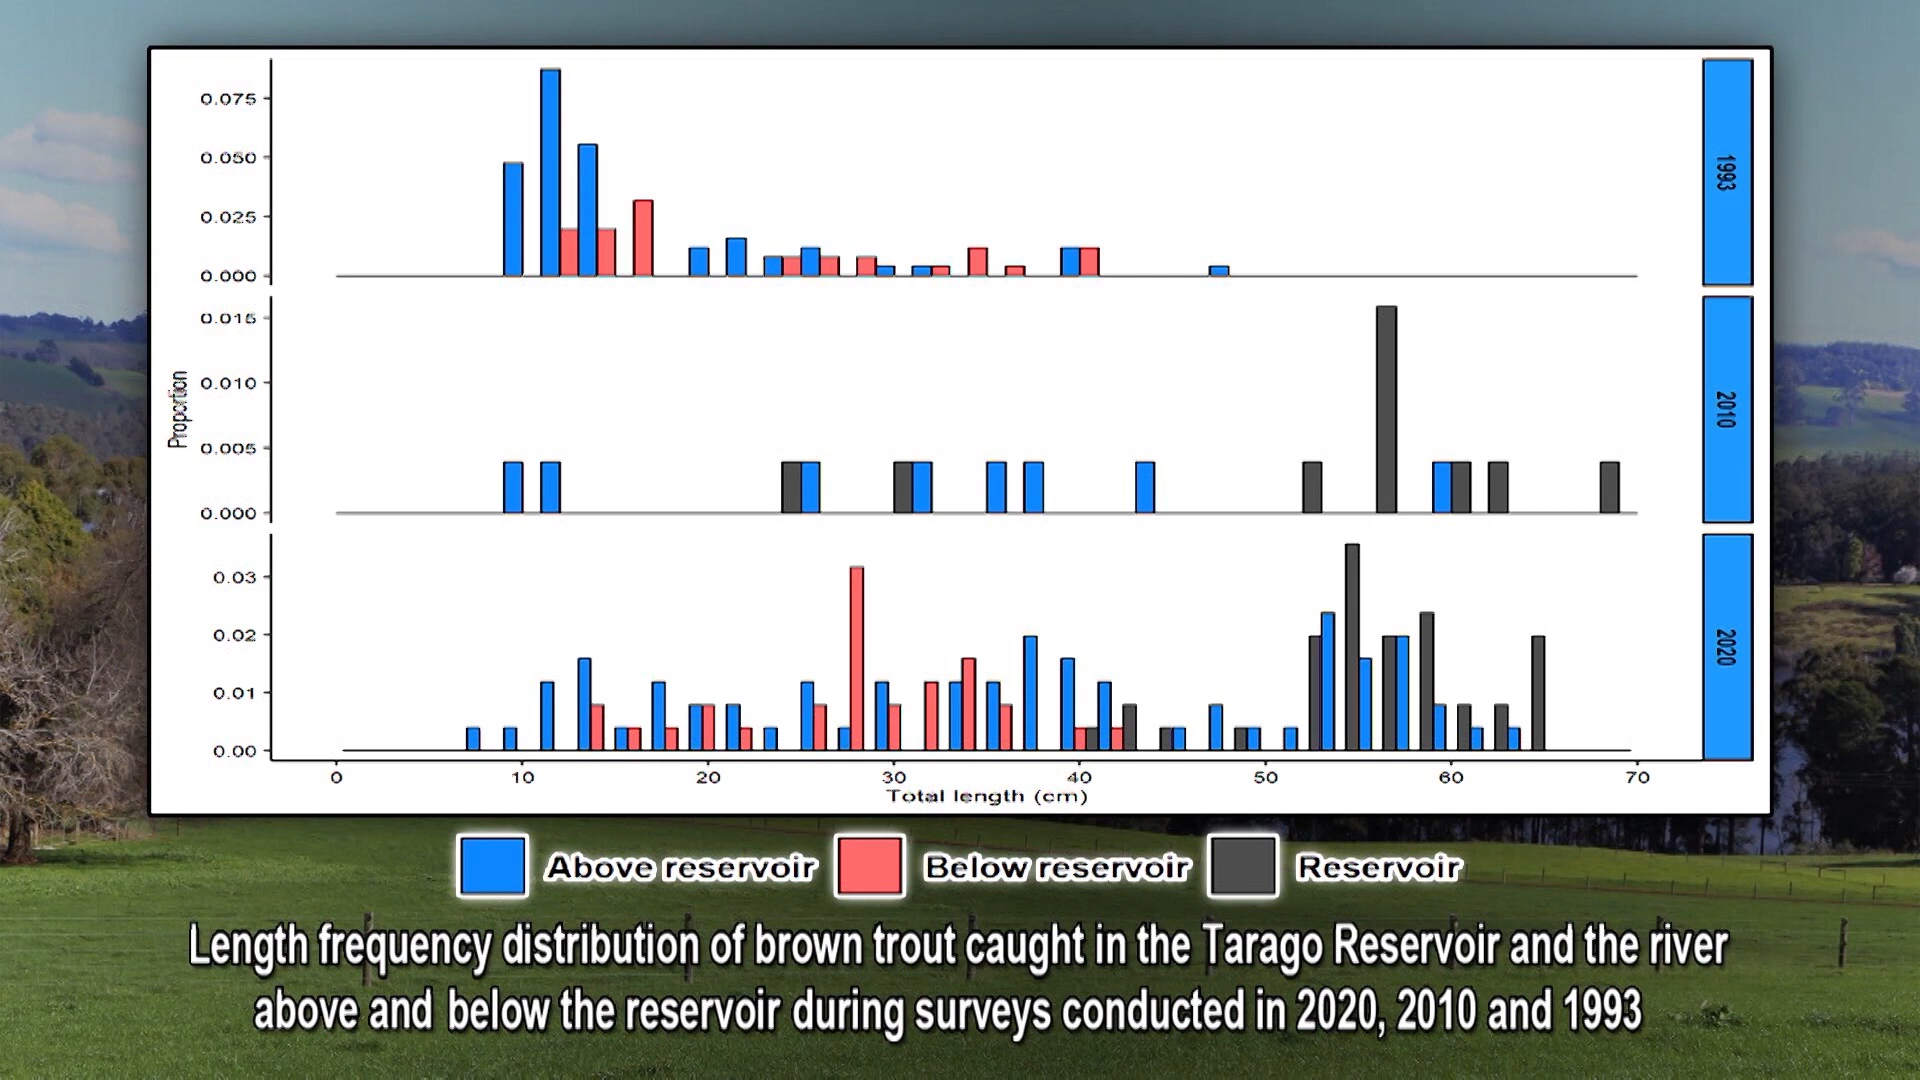 0.075
0.050
0.025
0.000
1993
0.015
0.010
0.005
0.000
2010
Proportion
0.03
0.02
0.01
0.00
2020
0 10 20 30 40 50 60 70
Total length (cm)
Above reservoir Below reservoir Reservoir
Length frequency distribution of brown trout caught in the Tarago Reservoir and the river
above and below the reservoir during surveys conducted in 2020, 2010 and 1993